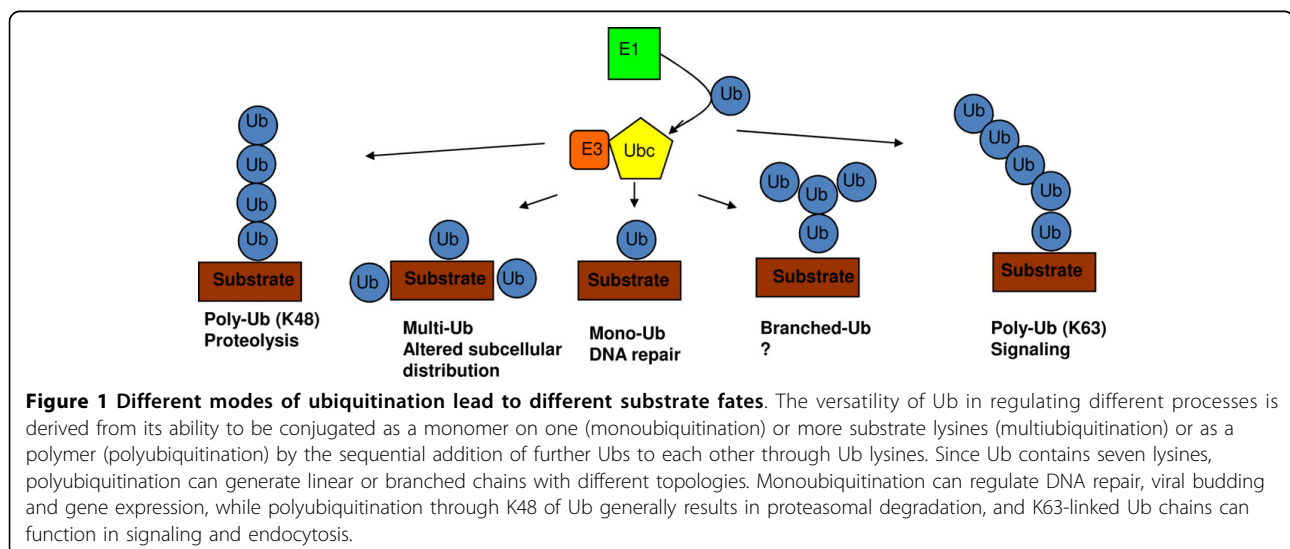 E1
Ub
E3
Ubc
Ub
Ub
Ub
Ub
Substrate
Poly-Ub (K48)
Proteolysis
Ub
Ub
Substrate
Ub
Multi-Ub
Altered subcellular
distribution
Ub
Substrate
Mono-Ub
DNA repair
Ub
Ub
Ub
Ub
Substrate
Branched-Ub
?
Ub
Ub
Ub
Ub
Ub
Substrate
Poly-Ub (K63)
Signaling
Figure 1 Different modes of ubiquitination lead to different substrate fates. The versatility of Ub in regulating different processes is
derived from its ability to be conjugated as a monomer on one (monoubiquitination) or more substrate lysines (multiubiquitination) or as a
polymer (polyubiquitination) by the sequential addition of further Ubs to each other through Ub lysines. Since Ub contains seven lysines,
polyubiquitination can generate linear or branched chains with different topologies. Monoubiquitination can regulate DNA repair, viral budding
and gene expression, while polyubiquitination through K48 of Ub generally results in proteasomal degradation, and K63-linked Ub chains can
function in signaling and endocytosis.